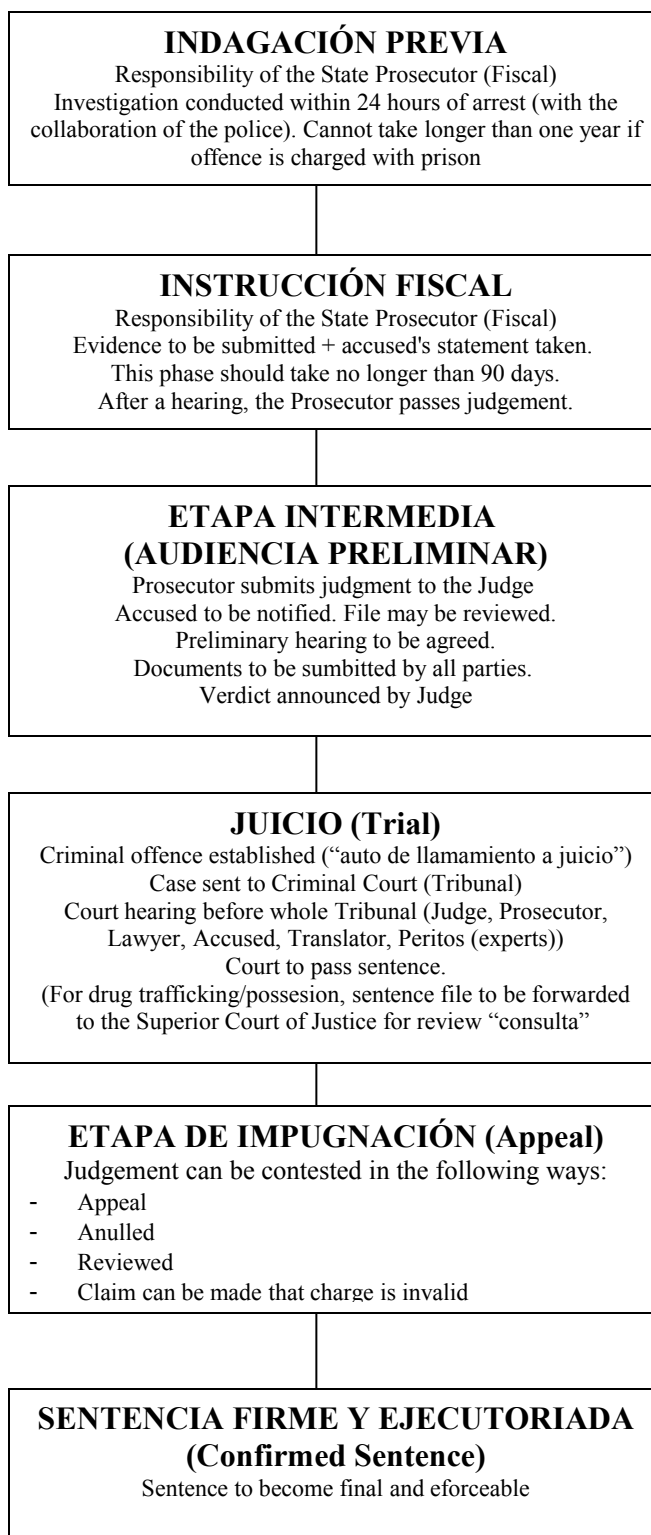 INDAGACIÓN PREVIA
Responsibility of the State Prosecutor (Fiscal)
Investigation conducted within 24 hours of arrest (with the
collaboration of the police). Cannot take longer than one year if
offence is charged with prison
INSTRUCCIÓN FISCAL
Responsibility of the State Prosecutor (Fiscal)
Evidence to be submitted + accused's statement taken.
This phase should take no longer than 90 days.
After a hearing, the Prosecutor passes judgement.
ETAPA INTERMEDIA
(AUDIENCIA PRELIMINAR)
Prosecutor submits judgment to the Judge
Accused to be notified. File may be reviewed.
Preliminary hearing to be agreed.
Documents to be sumbitted by all parties.
Verdict announced by Judge
JUICIO (Trial)
Criminal offence established (“auto de llamamiento a juicio”)
Case sent to Criminal Court (Tribunal)
Court hearing before whole Tribunal (Judge, Prosecutor,
Lawyer, Accused, Translator, Peritos (experts))
Court to pass sentence.
(For drug trafficking/possesion, sentence file to be forwarded
to the Superior Court of Justice for review “consulta”
ETAPA DE IMPUGNACIÓN (Appeal)
Judgement can be contested in the following ways:
- Appeal
- Anulled
- Reviewed
- Claim can be made that charge is invalid
SENTENCIA FIRME Y EJECUTORIADA
(Confirmed Sentence)
Sentence to become final and eforceable